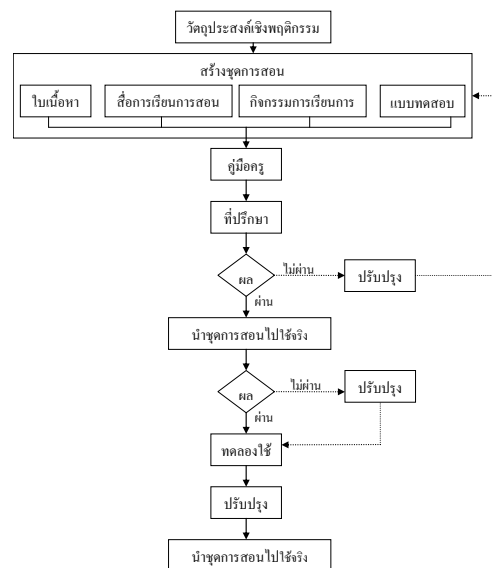 วัตถุประสงค์เชิงพฤติกรรม
สร้างชุดการสอน
ใบเนื้อหา
สื่อการเรียนการสอน
กิจกรรมการเรียนการ
แบบทดสอบ
คู่มือครู
ที่ปรึกษา
ผล
ไม่ผ่าน
ปรับปรุง
ผ่าน
นำชุดการสอนไปใช้จริง
ผล
ไม่ผ่าน
ปรับปรุง
ผ่าน
ทดลองใช้
ปรับปรุง
นำชุดการสอนไปใช้จริง